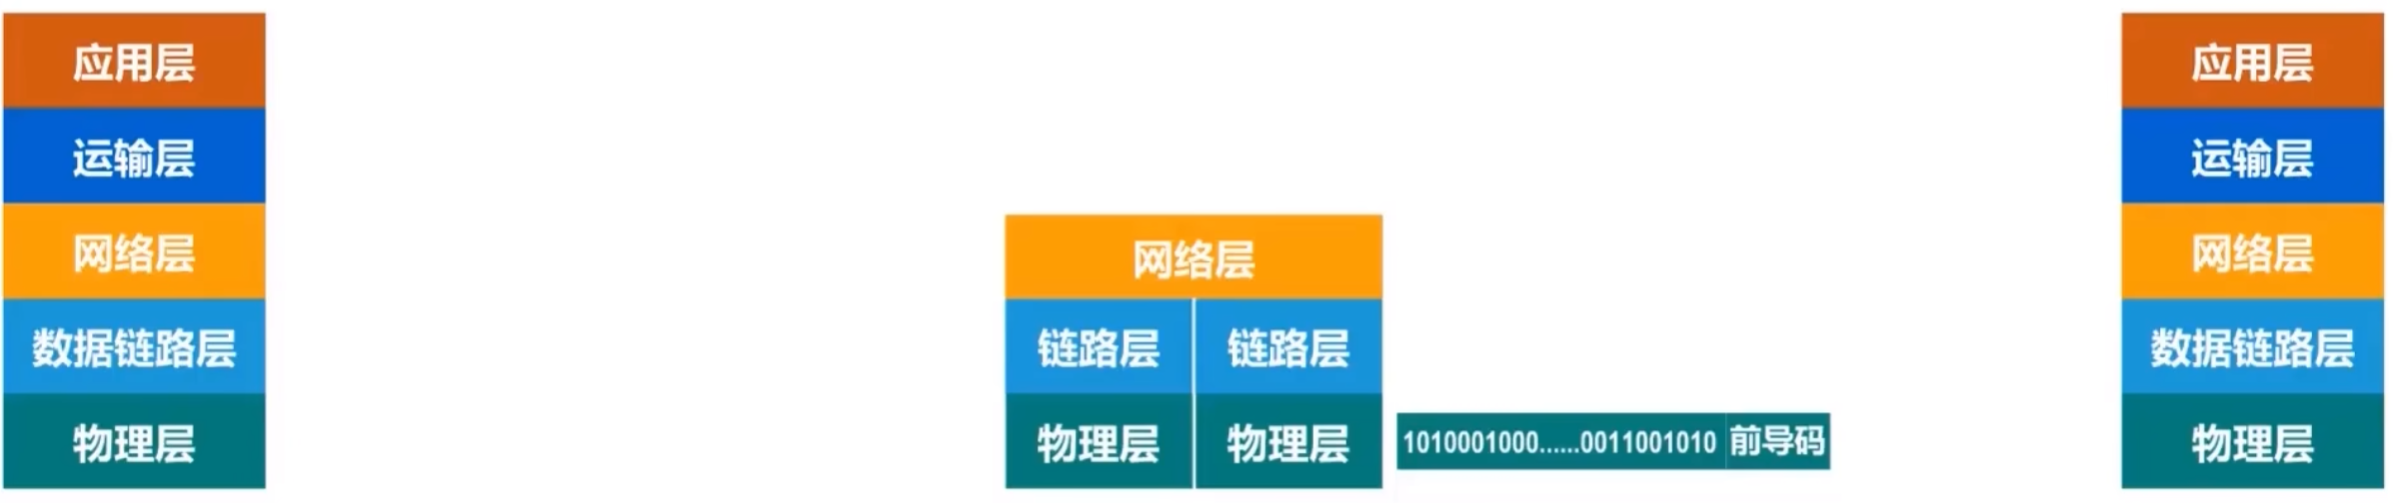 应用层
运输层
网络层
数据链路层
物理层
网络层
链路层 链路层
物理层 物理层
1010001000......0011001010 前导码
应用层
运输层
网络层
数据链路层
物理层